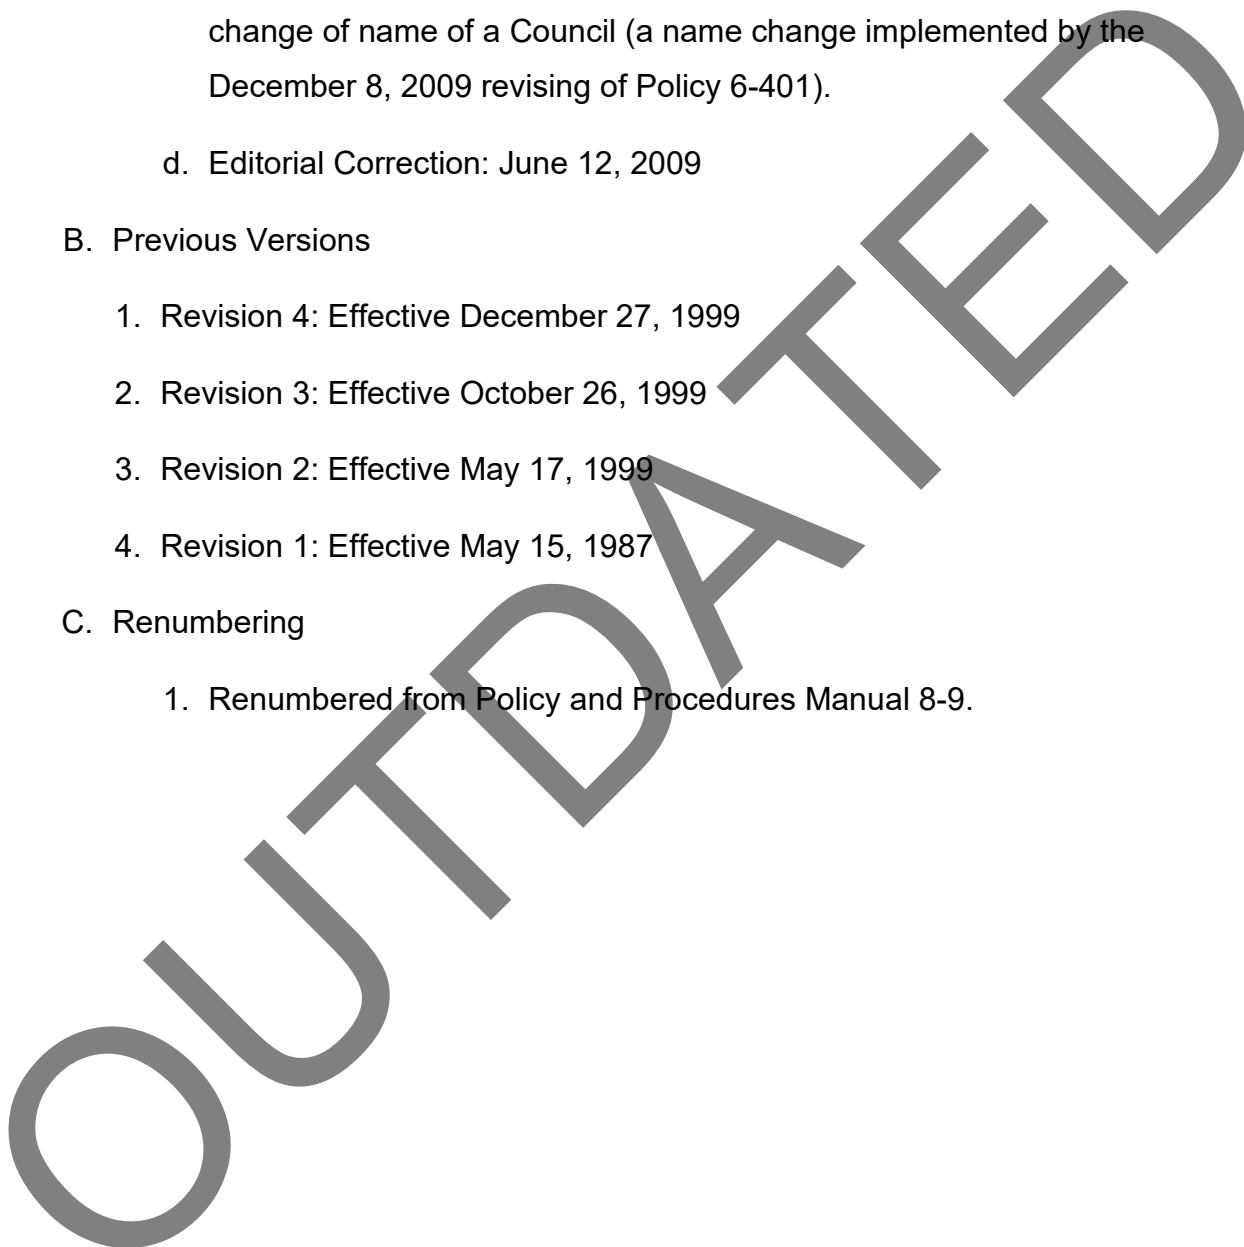 change of name of a Council (a name change implemented by the
December 8, 2009 revising of Policy 6-401).
d. Editorial Correction: June 12, 2009
B. Previous Versions
1. Revision 4: Effective December 27, 1999
2. Revision 3: Effective October 26, 1999
3. Revision 2: Effective May 17, 1999
4. Revision 1: Effective May 15, 1987
C. Renumbering
1. Renumbered from Policy and Procedures Manual 8-9.
OUTDATED